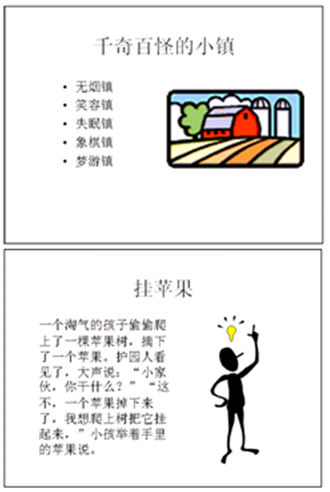 千奇百怪的小镇
• 无烟镇
• 笑容镇
• 失眠镇
• 象棋镇
• 梦游镇
挂苹果
一个淘气的孩子偷偷爬
上了一棵苹果树，摘下
了一个苹果。护园人看
见了，大声说：“小家
伙，你干什么？” “这
不，一个苹果掉下来
了，我想爬上树把它挂
起来，”小孩举着手里
的苹果说。